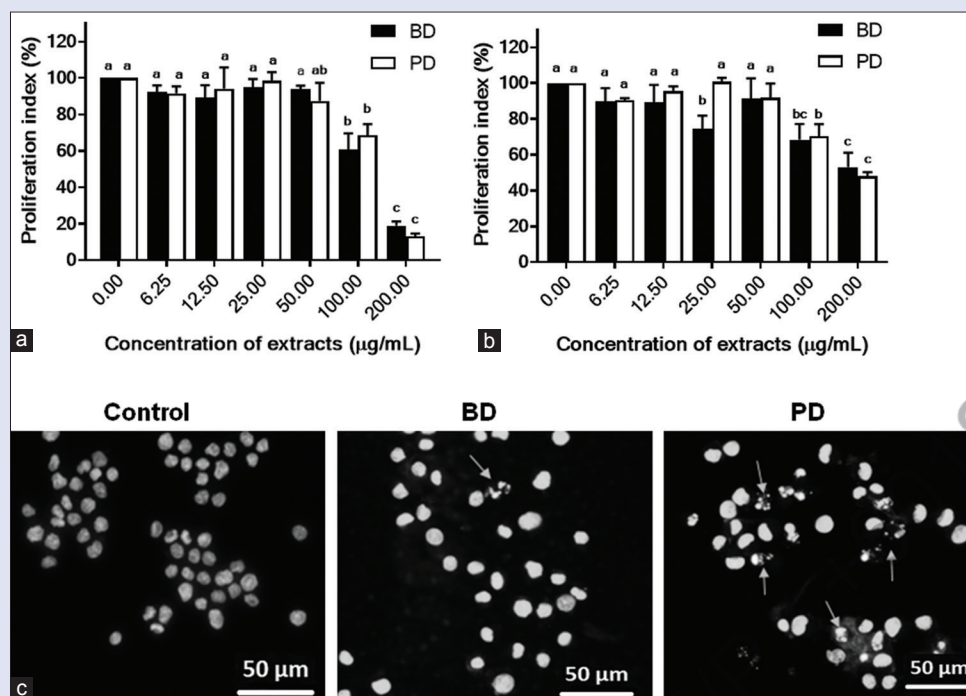 BD
PD
Proliferation index (%)
120
100
80
60
40
20
0
a a a a a a a a a ab b b c c
0.00 6.25 12.50 25.00 50.00 100.00 200.00
Concentration of extracts (µg/mL)
a
BD
PD
Proliferation index (%)
120
100
80
60
40
20
0
a a a a a a b a a a bc b c c
0.00 6.25 12.50 25.00 50.00 100.00 200.00
Concentration of extracts (µg/mL)
b
Control BD PD
50 µm
50 µm
50 µm
c